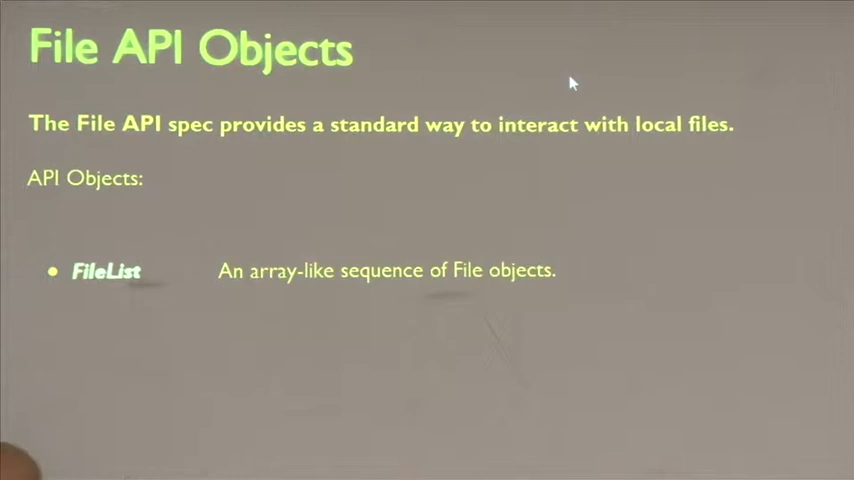 File API Objects
The File API spec provides a standard way to interact with local files.
API Objects:
• FileList An array-like sequence of File objects.